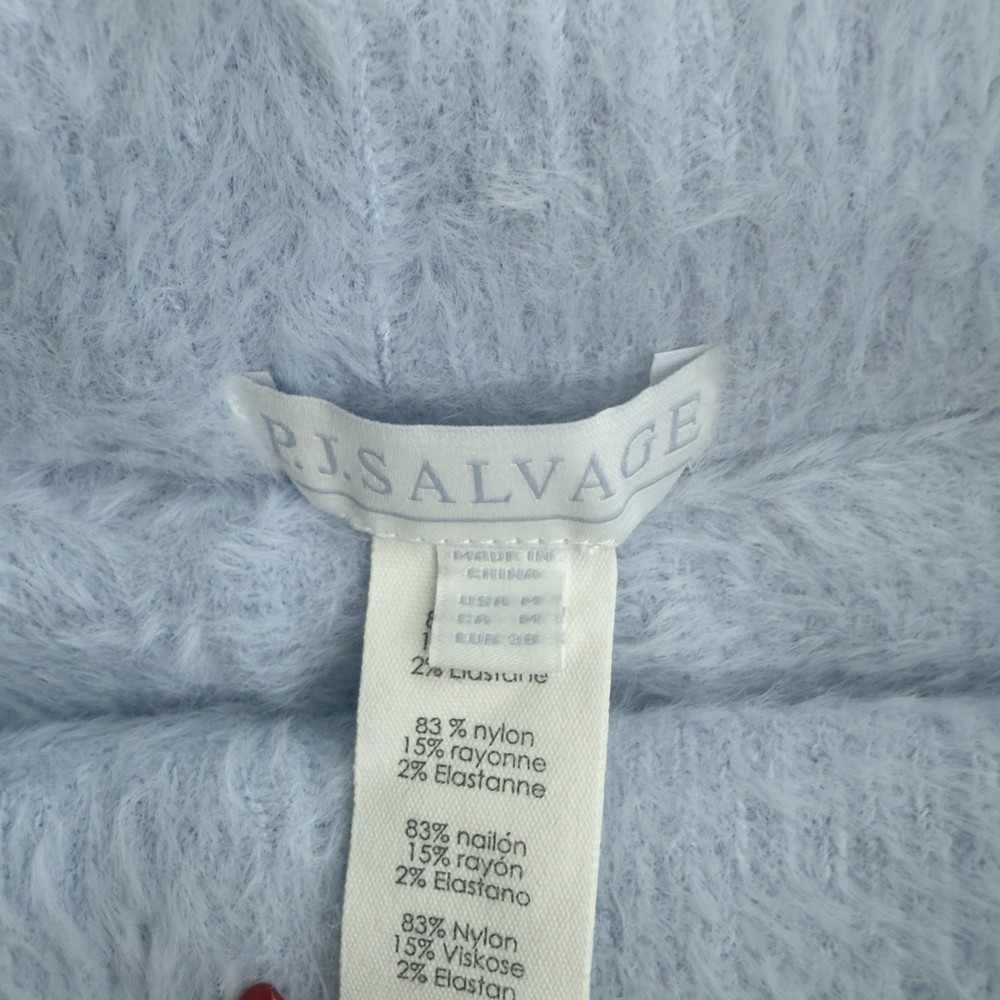 P.J.SALVAGE
MADE IN
CHINA
USA M
CA M
EUR 38
2% Elastane
83 % nylon
15% rayonne
2% Elastanne
83% nailón
15% rayón
2% Elastano
83% Nylon
15% Viskose
2% Elastan